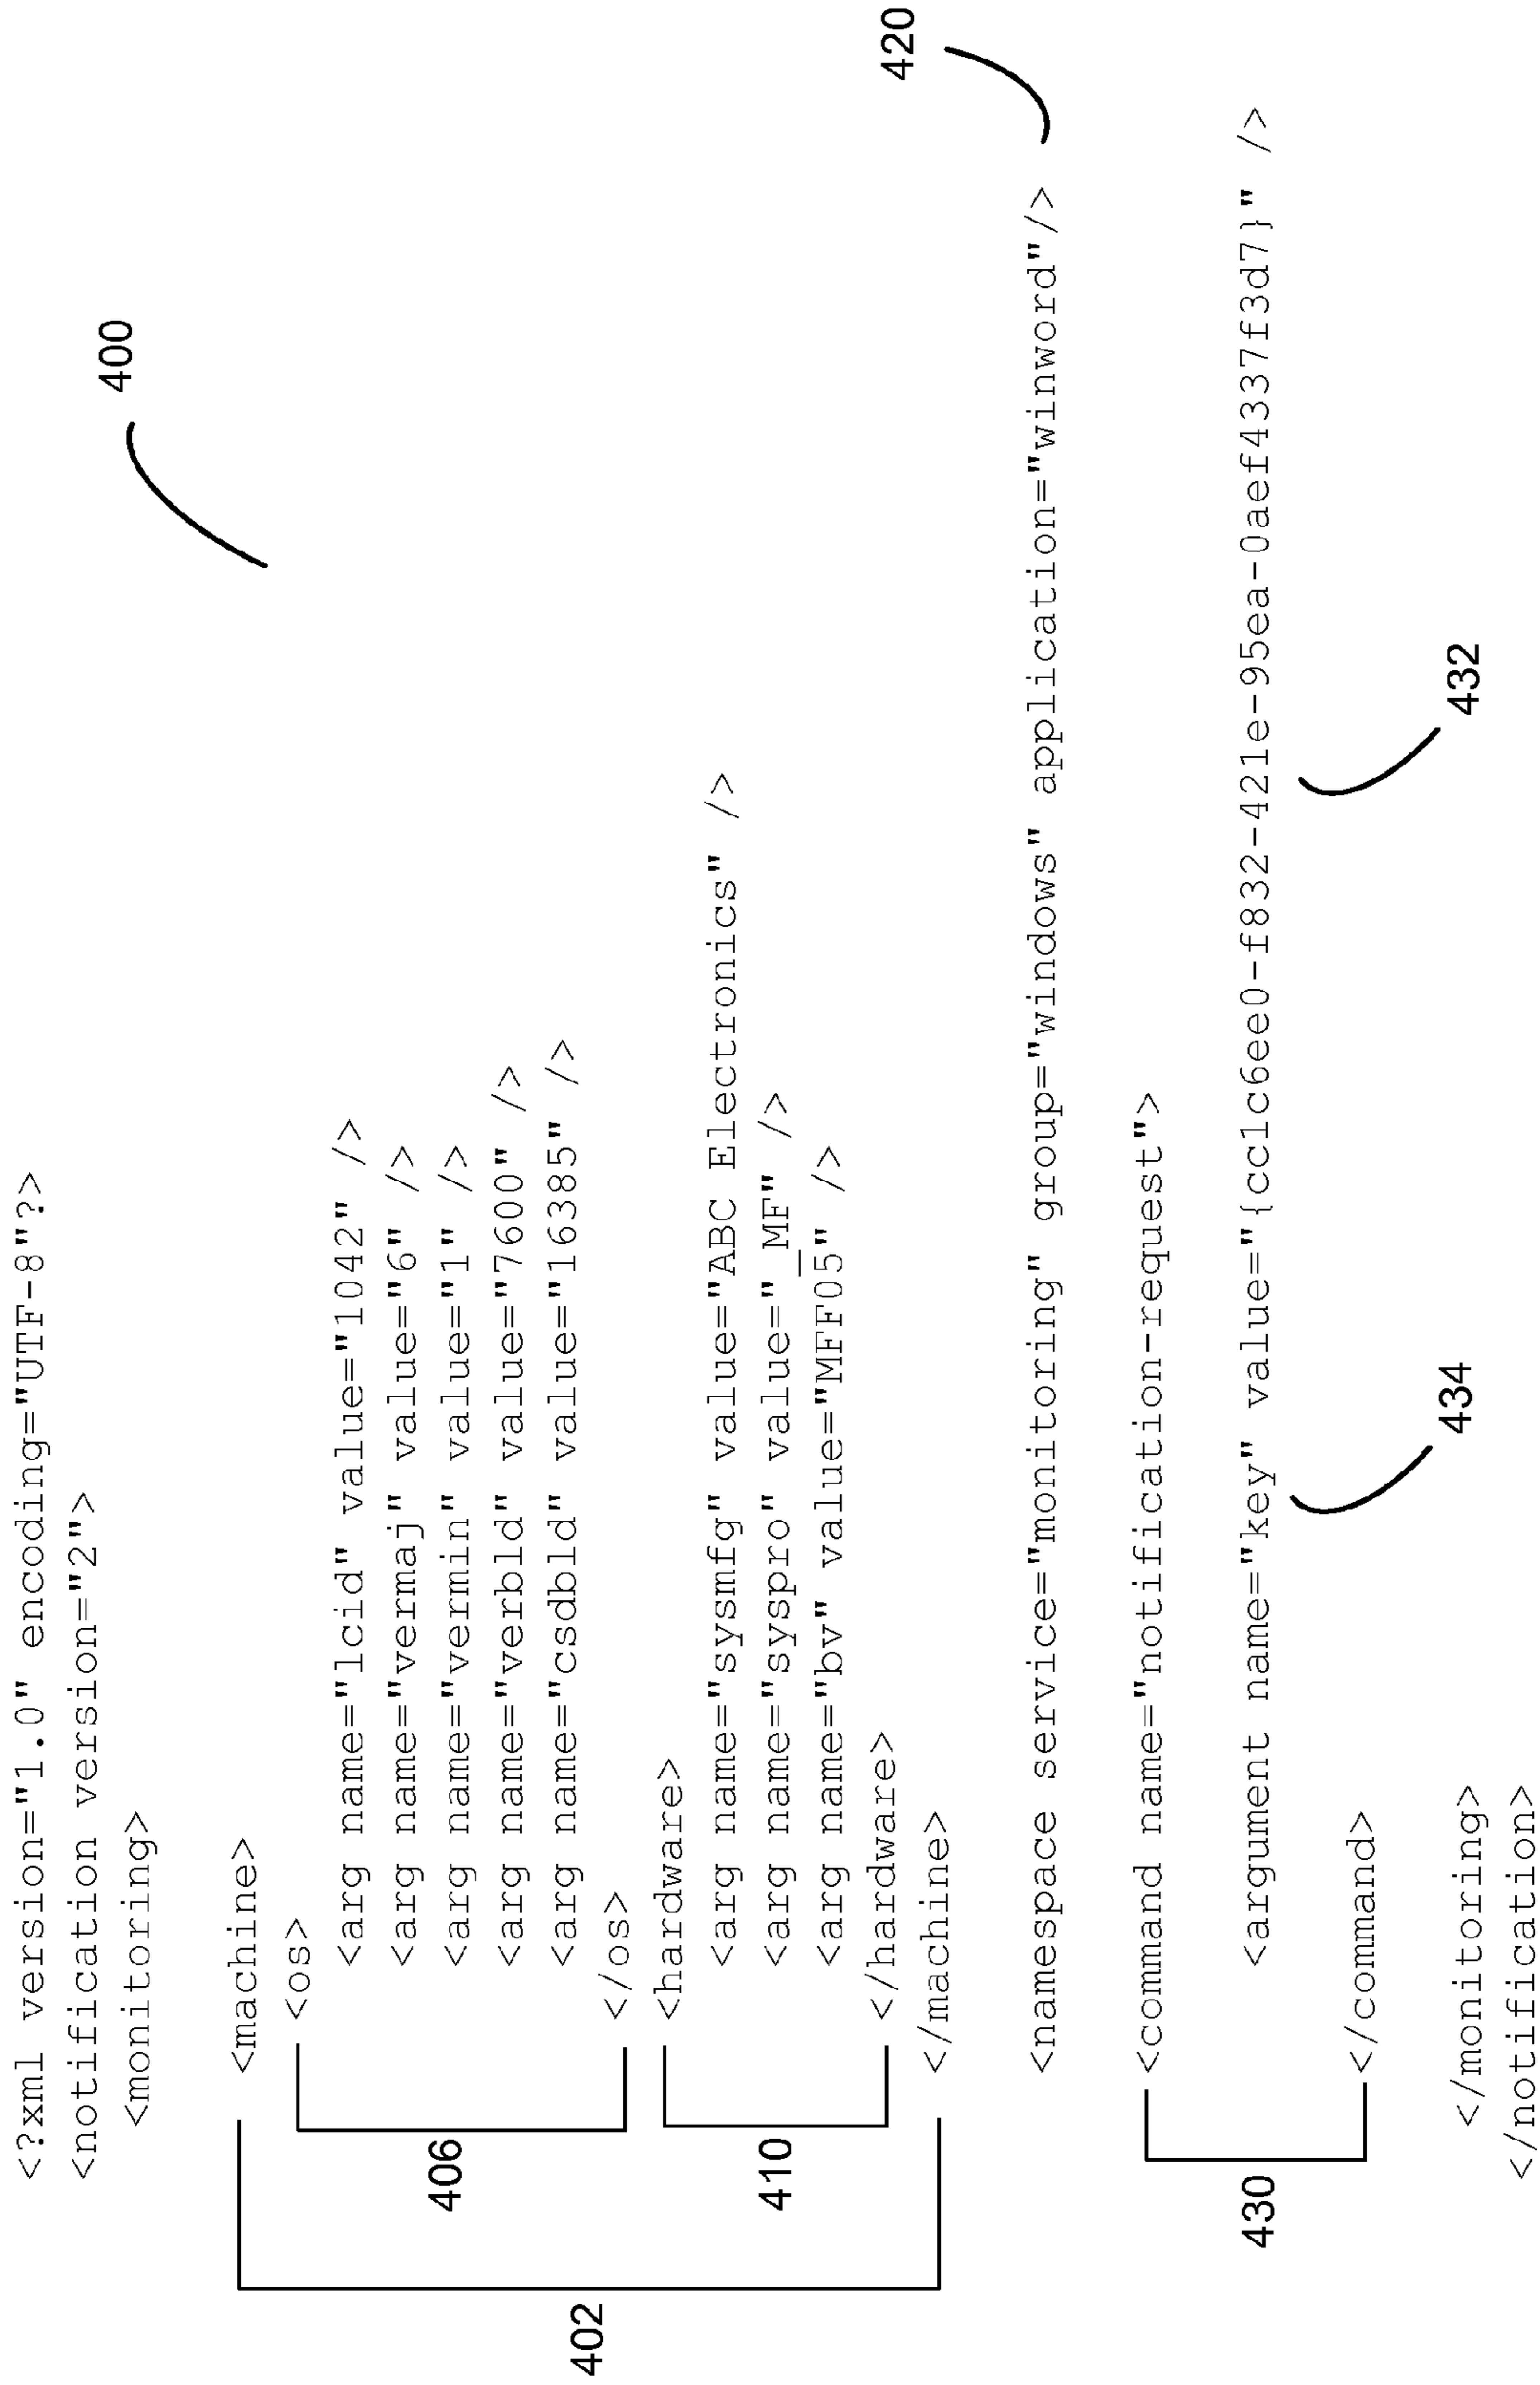 <?xml version="1.0" encoding="UTF-8"?>
<notification version="2">
<monitoring>
400
<machine>
<os>
<arg name="lcid" value="1042" />
<arg name="vermaj" value="6" />
<arg name="vermin" value="1" />
<arg name="verbld" value="7600" />
<arg name="csdbld" value="16385" />
</os>
406
<hardware>
<arg name="sysmfg" value="ABC Electronics" />
<arg name="syspro" value="_MF" />
<arg name="bv" value="MFF05" />
</hardware>
410
</machine>
402
<namespace service="monitoring" group="windows" application="winword"/>
420
<command name="notification-request">
<argument name="key" value="{cc1c6ee0-f832-421e-95ea-0aef4337f3d7}" />
</command>
430
434
432
</monitoring>
</notification>